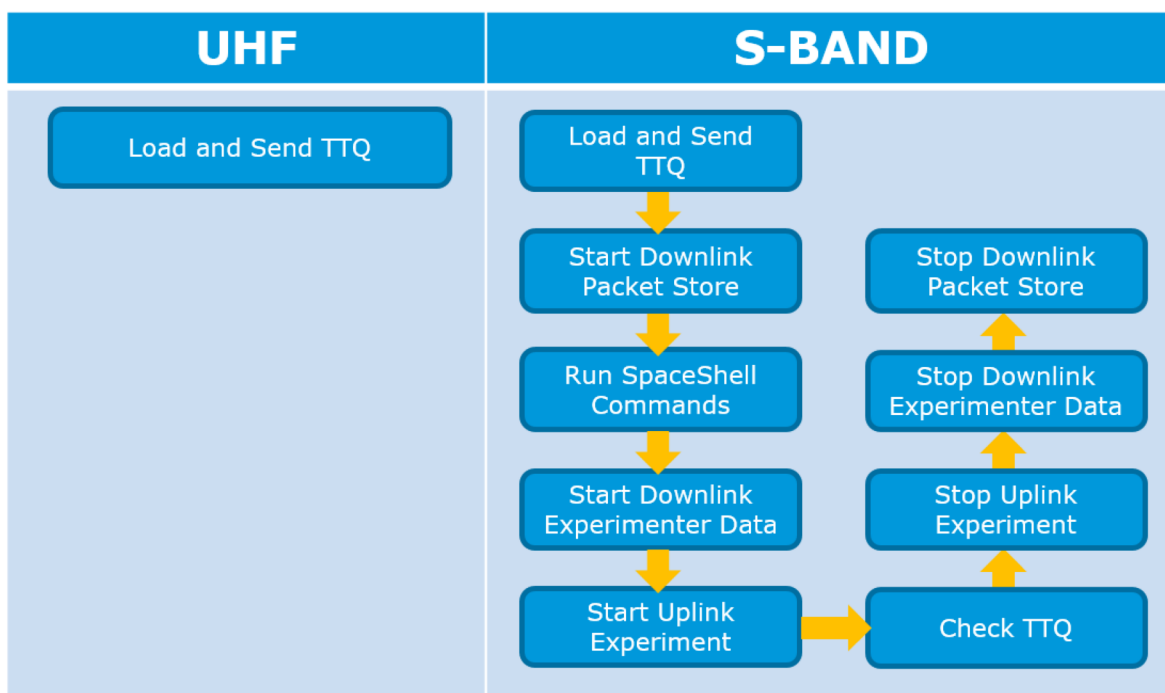 UHF
S-BAND
Load and Send TTQ
Load and Send
TTQ
Start Downlink
Packet Store
Run SpaceShell
Commands
Start Downlink
Experimenter Data
Start Uplink
Experiment
Check TTQ
Stop Uplink
Experiment
Stop Downlink
Experimenter Data
Stop Downlink
Packet Store